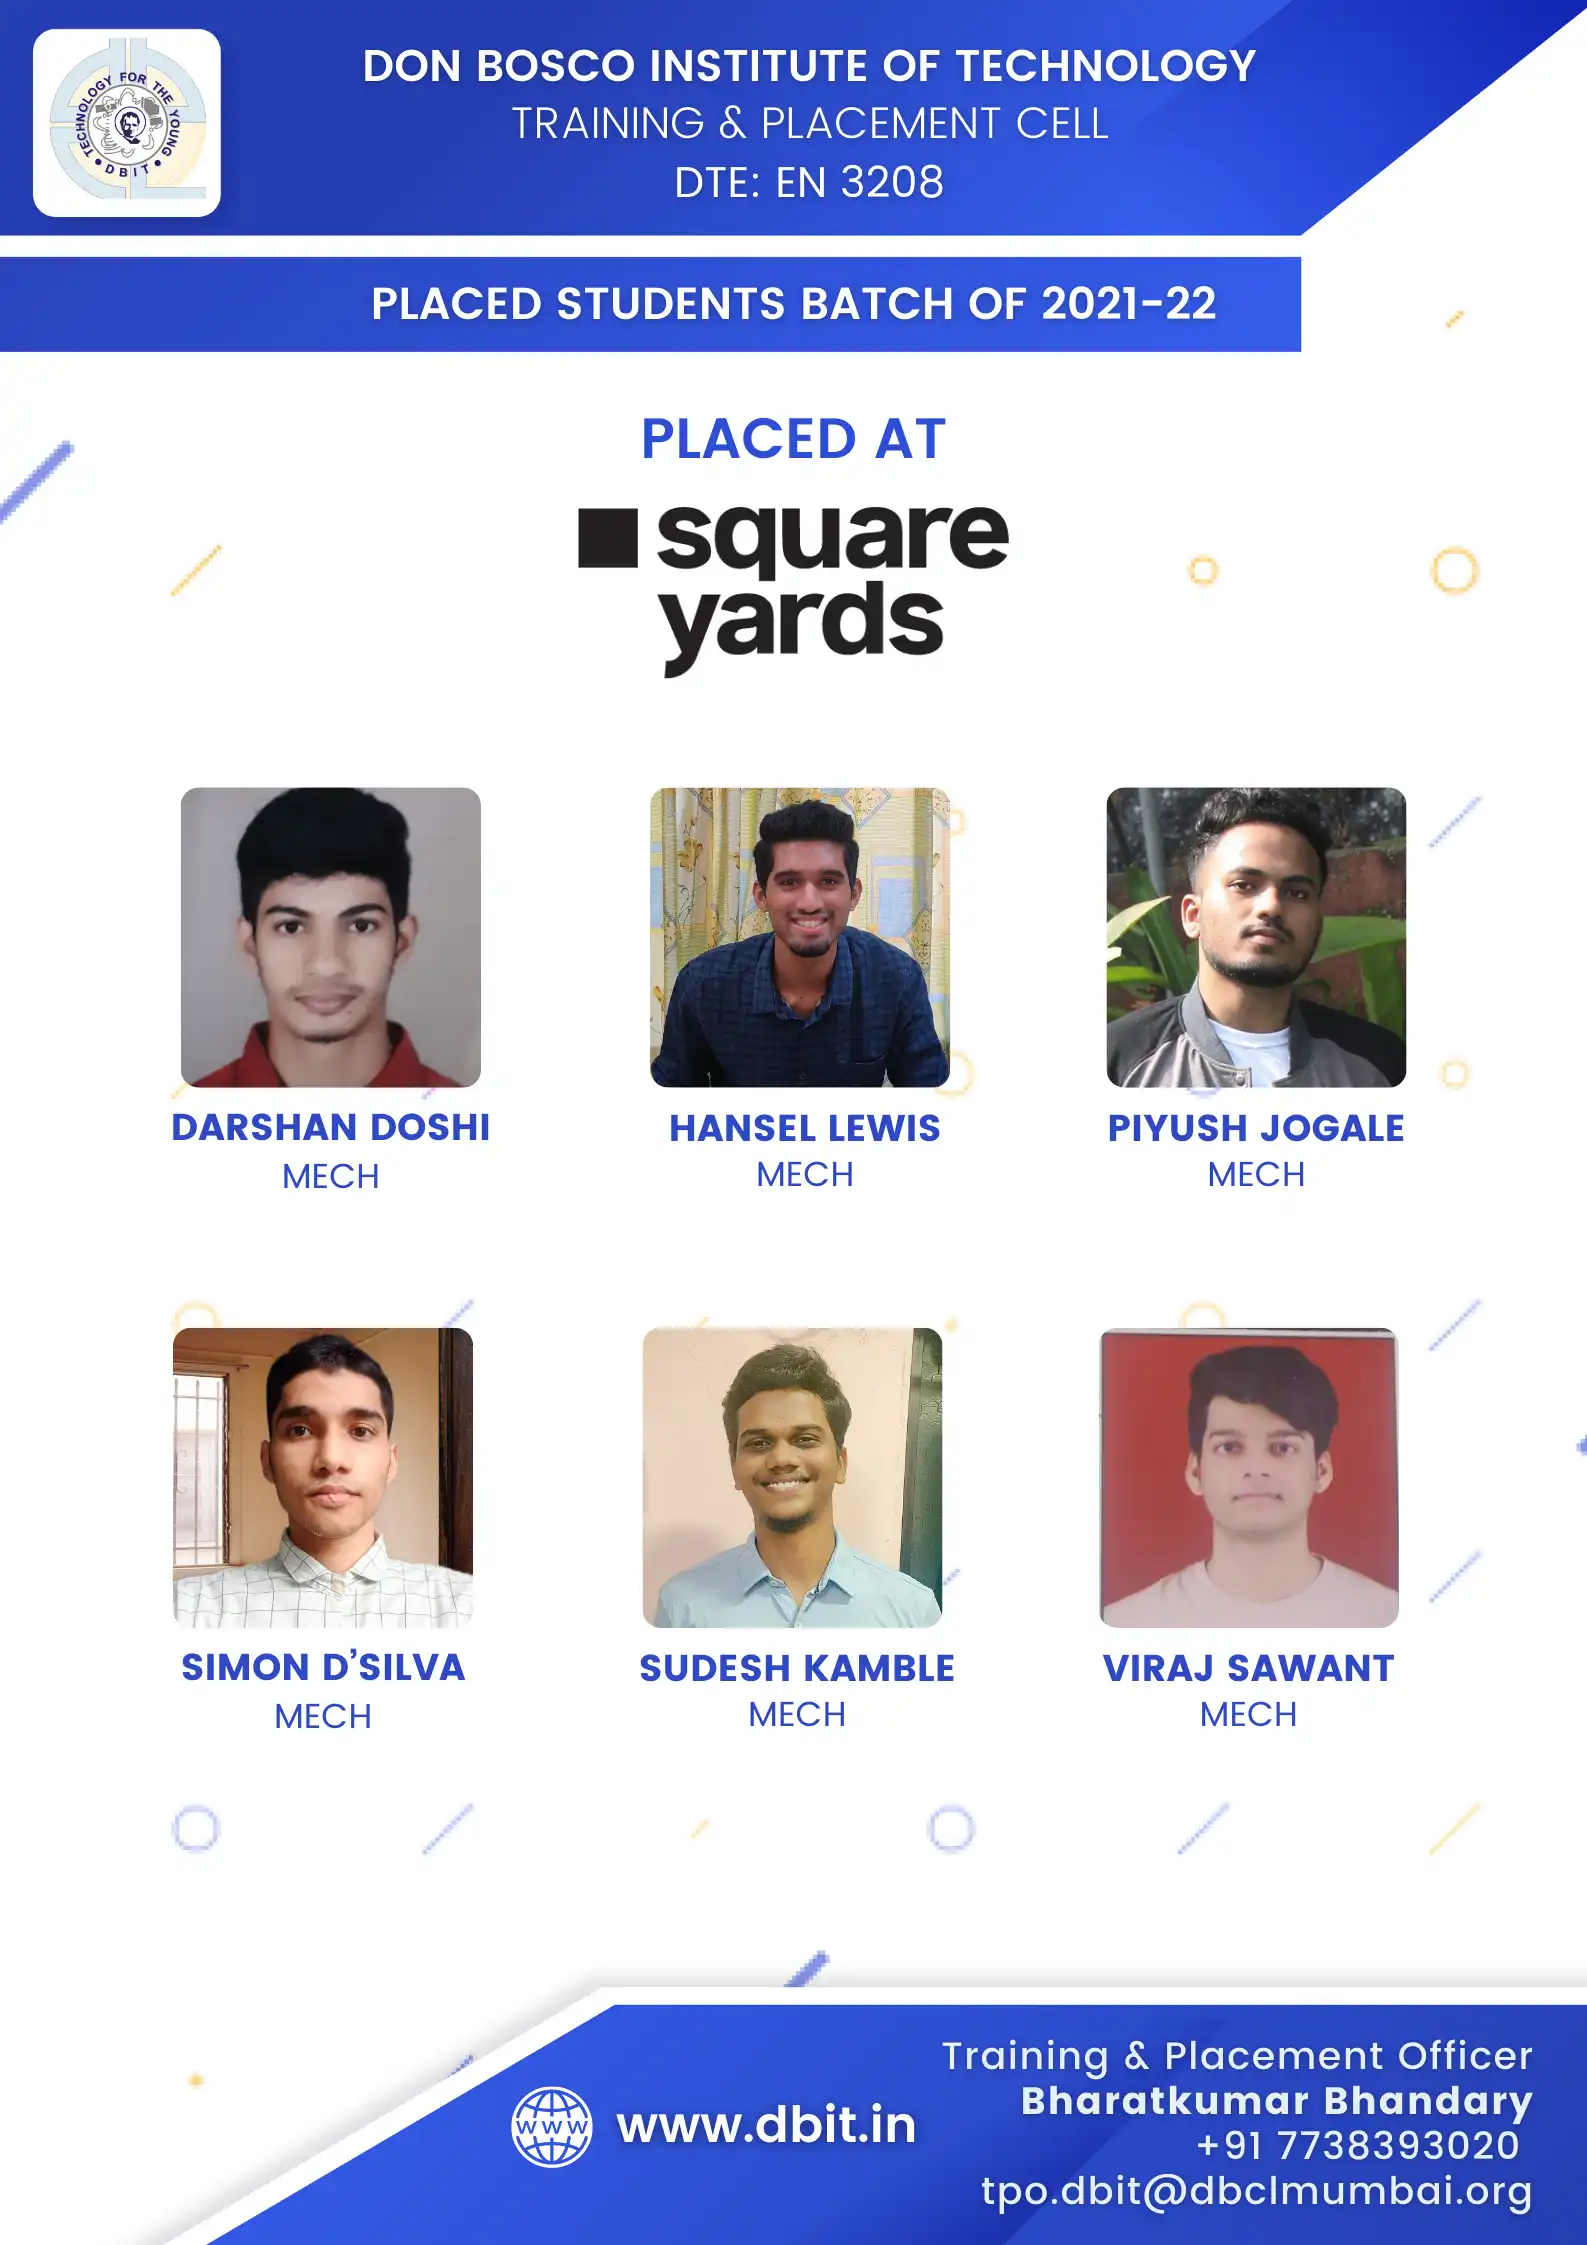 TECHNOLOGY FOR THE YOUNG
DBIT
DON BOSCO INSTITUTE OF TECHNOLOGY
TRAINING & PLACEMENT CELL
DTE: EN 3208
PLACED STUDENTS BATCH OF 2021-22
PLACED AT
square
yards
DARSHAN DOSHI
MECH
HANSEL LEWIS
MECH
PIYUSH JOGALE
MECH
SIMON D’SILVA
MECH
SUDESH KAMBLE
MECH
VIRAJ SAWANT
MECH
WWW
www.dbit.in
Training & Placement Officer
Bharatkumar Bhandary
+91 7738393020
tpo.dbit@dbclmumbai.org